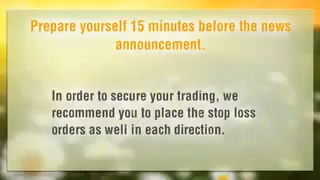 Prepare yourself 15 minutes before the news
announcement.
In order to secure your trading, we
recommend you to place the stop loss
orders as well in each direction.